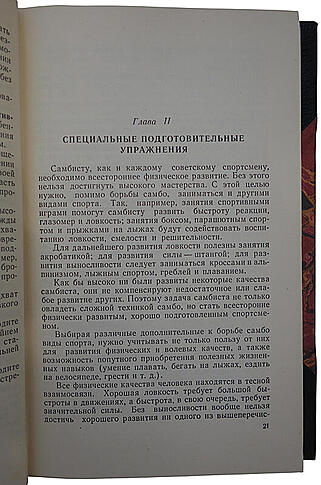 Глава II
СПЕЦИАЛЬНЫЕ ПОДГОТОВИТЕЛЬНЫЕ
УПРАЖНЕНИЯ
Самбисту, как и каждому советскому спортсмену,
необходимо всестороннее физическое развитие. Без этого
нельзя достигнуть высокого мастерства. С этой целью
нужно, помимо борьбы самбо, заниматься и другими
видами спорта. Так, например, занятия спортивными
играми помогут самбисту развить быстроту реакции,
глазомер и ловкость; занятия боксом, парашютным спор-
том и прыжками на лыжах будут содействовать воспи-
танию ловкости, смелости и решительности.
Для дальнейшего развития ловкости полезны занятия
акробатикой; для развития силы — штангой; для раз-
вития выносливости следует заниматься кроссами и аль-
пинизмом, лыжным спортом, греблей и плаванием.
Как бы высоко ни были развиты некоторые качества
самбиста, они не компенсируют недостаточное или сла-
бое развитие других. Поэтому задача самбиста не только
овладеть сложной техникой самбо, но стать всесторонне
физически развитым, хорошо подготовленным спортсме-
ном.
Выбирая различные дополнительные к борьбе самбо
виды спорта, нужно учитывать не только пользу от них
для развития физических и волевых качеств, а также
возможность попутного приобретения полезных жизнен-
ных навыков (умение плавать, бегать на лыжах, ездить
на велосипеде, грести и т. д.).
Все физические качества человека находятся в тесной
взаимосвязи. Хорошая ловкость требует большой бы-
строты в движениях, а быстрота, в свою очередь, требует
значительной силы. Без выносливости вообще нельзя
достичь хорошего развития ни одного из вышеперечис-
21